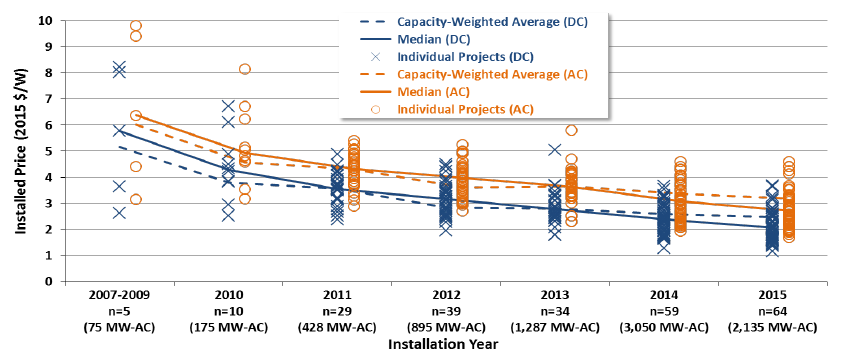 10
9
8
7
6
5
4
3
2
1
0
Installed Price (2015 $/W)
Capacity-Weighted Average (DC)
Median (DC)
Individual Projects (DC)
Capacity-Weighted Average (AC)
Median (AC)
Individual Projects (AC)
2007-2009 2010 2011 2012 2013 2014 2015
n=5 n=10 n=29 n=39 n=34 n=59 n=64
(75 MW-AC) (175 MW-AC) (428 MW-AC) (895 MW-AC) (1,287 MW-AC) (3,050 MW-AC) (2,135 MW-AC)
Installation Year